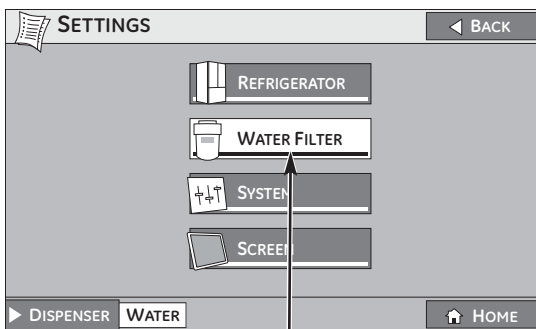 SETTINGS
BACK
REFRIGERATOR
WATER FILTER
SYSTEM
SCREEN
DISPENSER WATER
HOME